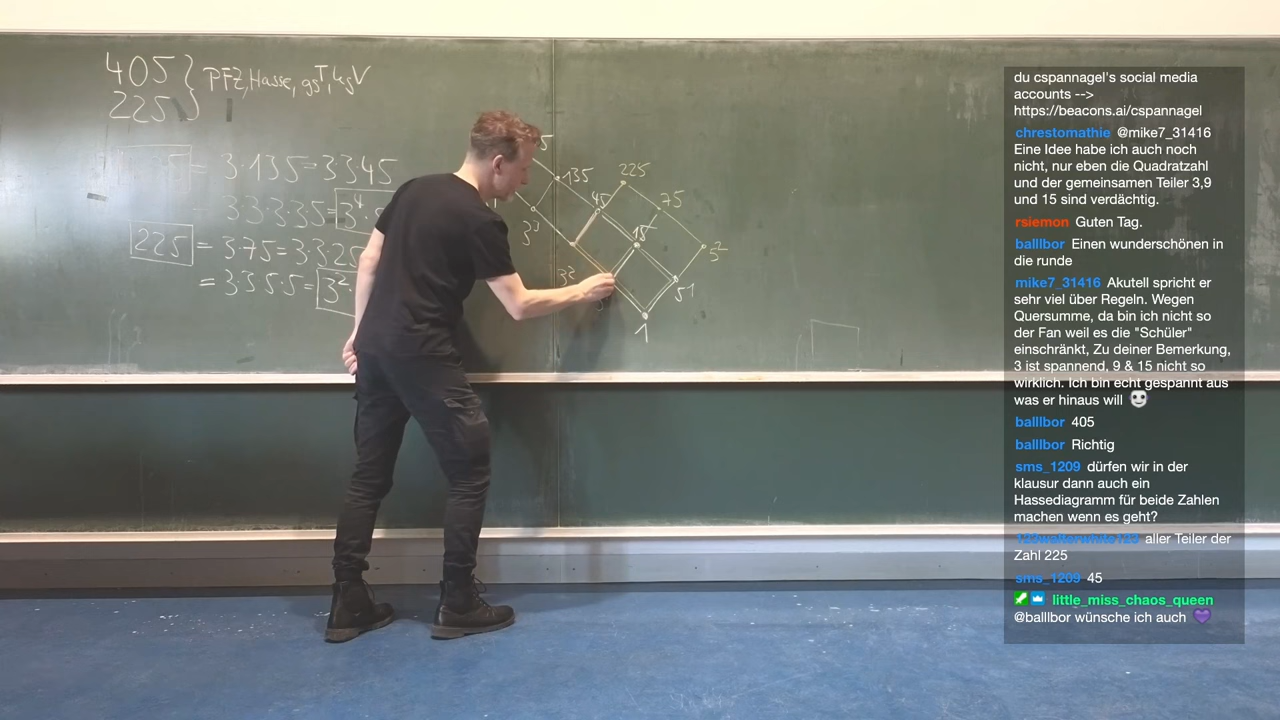 405 } PFZ, Hasse, ggT, kgV
225
= 3·135=3·3·45
= 3·3·3·3·5=3⁴·
225 = 3·75=3·3·25
= 3·3·5·5=3²·
5
135
225
45
75
15
3³
5²
3²
51
1
du cspannagel's social media
accounts -->
https://beacons.ai/cspannagel
chrestomathie @mike7_31416
Eine Idee habe ich auch noch
nicht, nur eben die Quadratzahl
und der gemeinsamen Teiler 3,9
und 15 sind verdächtig.
rsiemon Guten Tag.
balllbor Einen wunderschönen in
die runde
mike7_31416 Akutell spricht er
sehr viel über Regeln. Wegen
Quersumme, da bin ich nicht so
der Fan weil es die "Schüler"
einschränkt, Zu deiner Bemerkung,
3 ist spannend, 9 & 15 nicht so
wirklich. Ich bin echt gespannt aus
was er hinaus will
balllbor 405
balllbor Richtig
sms_1209 dürfen wir in der
klausur dann auch ein
Hassediagramm für beide Zahlen
machen wenn es geht?
aller Teiler der
Zahl 225
sms_1209 45
little_miss_chaos_queen
@balllbor wünsche ich auch